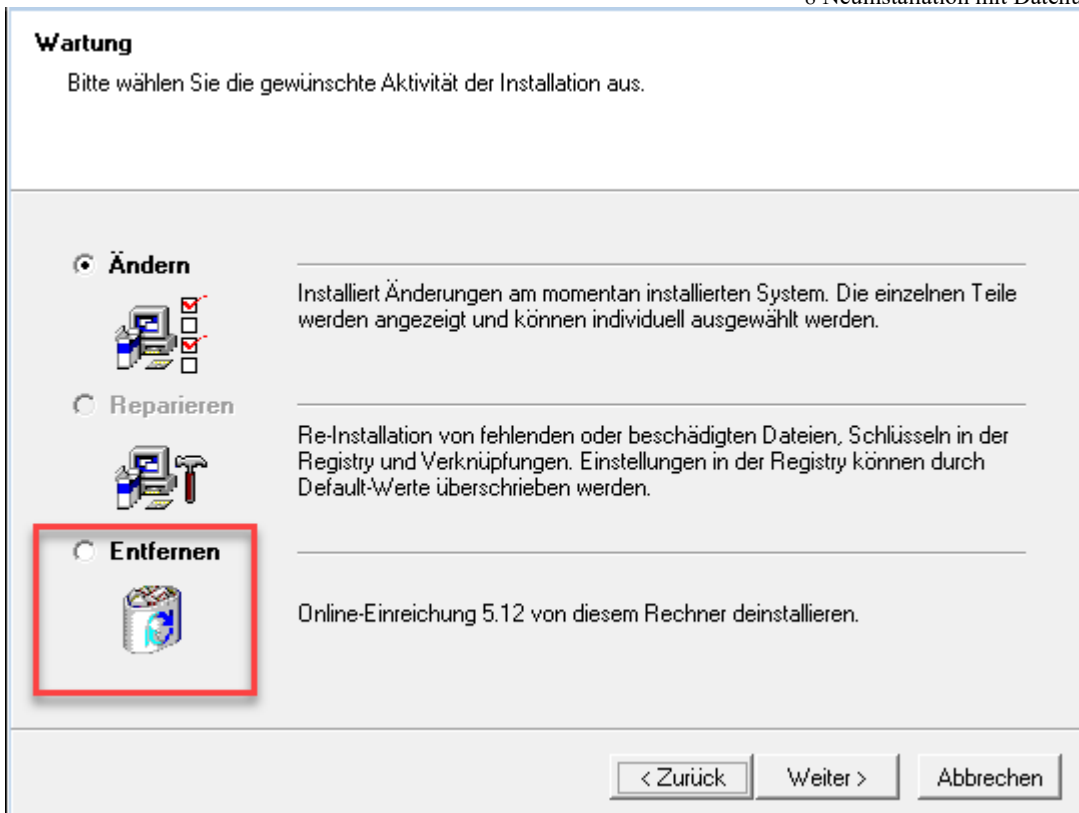 Wartung
Bitte wählen Sie die gewünschte Aktivität der Installation aus.
Ändern
Installiert Änderungen am momentan installierten System. Die einzelnen Teile
werden angezeigt und können individuell ausgewählt werden.
Reparieren
Re-Installation von fehlenden oder beschädigten Dateien, Schlüsseln in der
Registry und Verknüpfungen. Einstellungen in der Registry können durch
Default-Werte überschrieben werden.
Entfernen
Online-Einreichung 5.12 von diesem Rechner deinstallieren.
< Zurück Weiter > Abbrechen